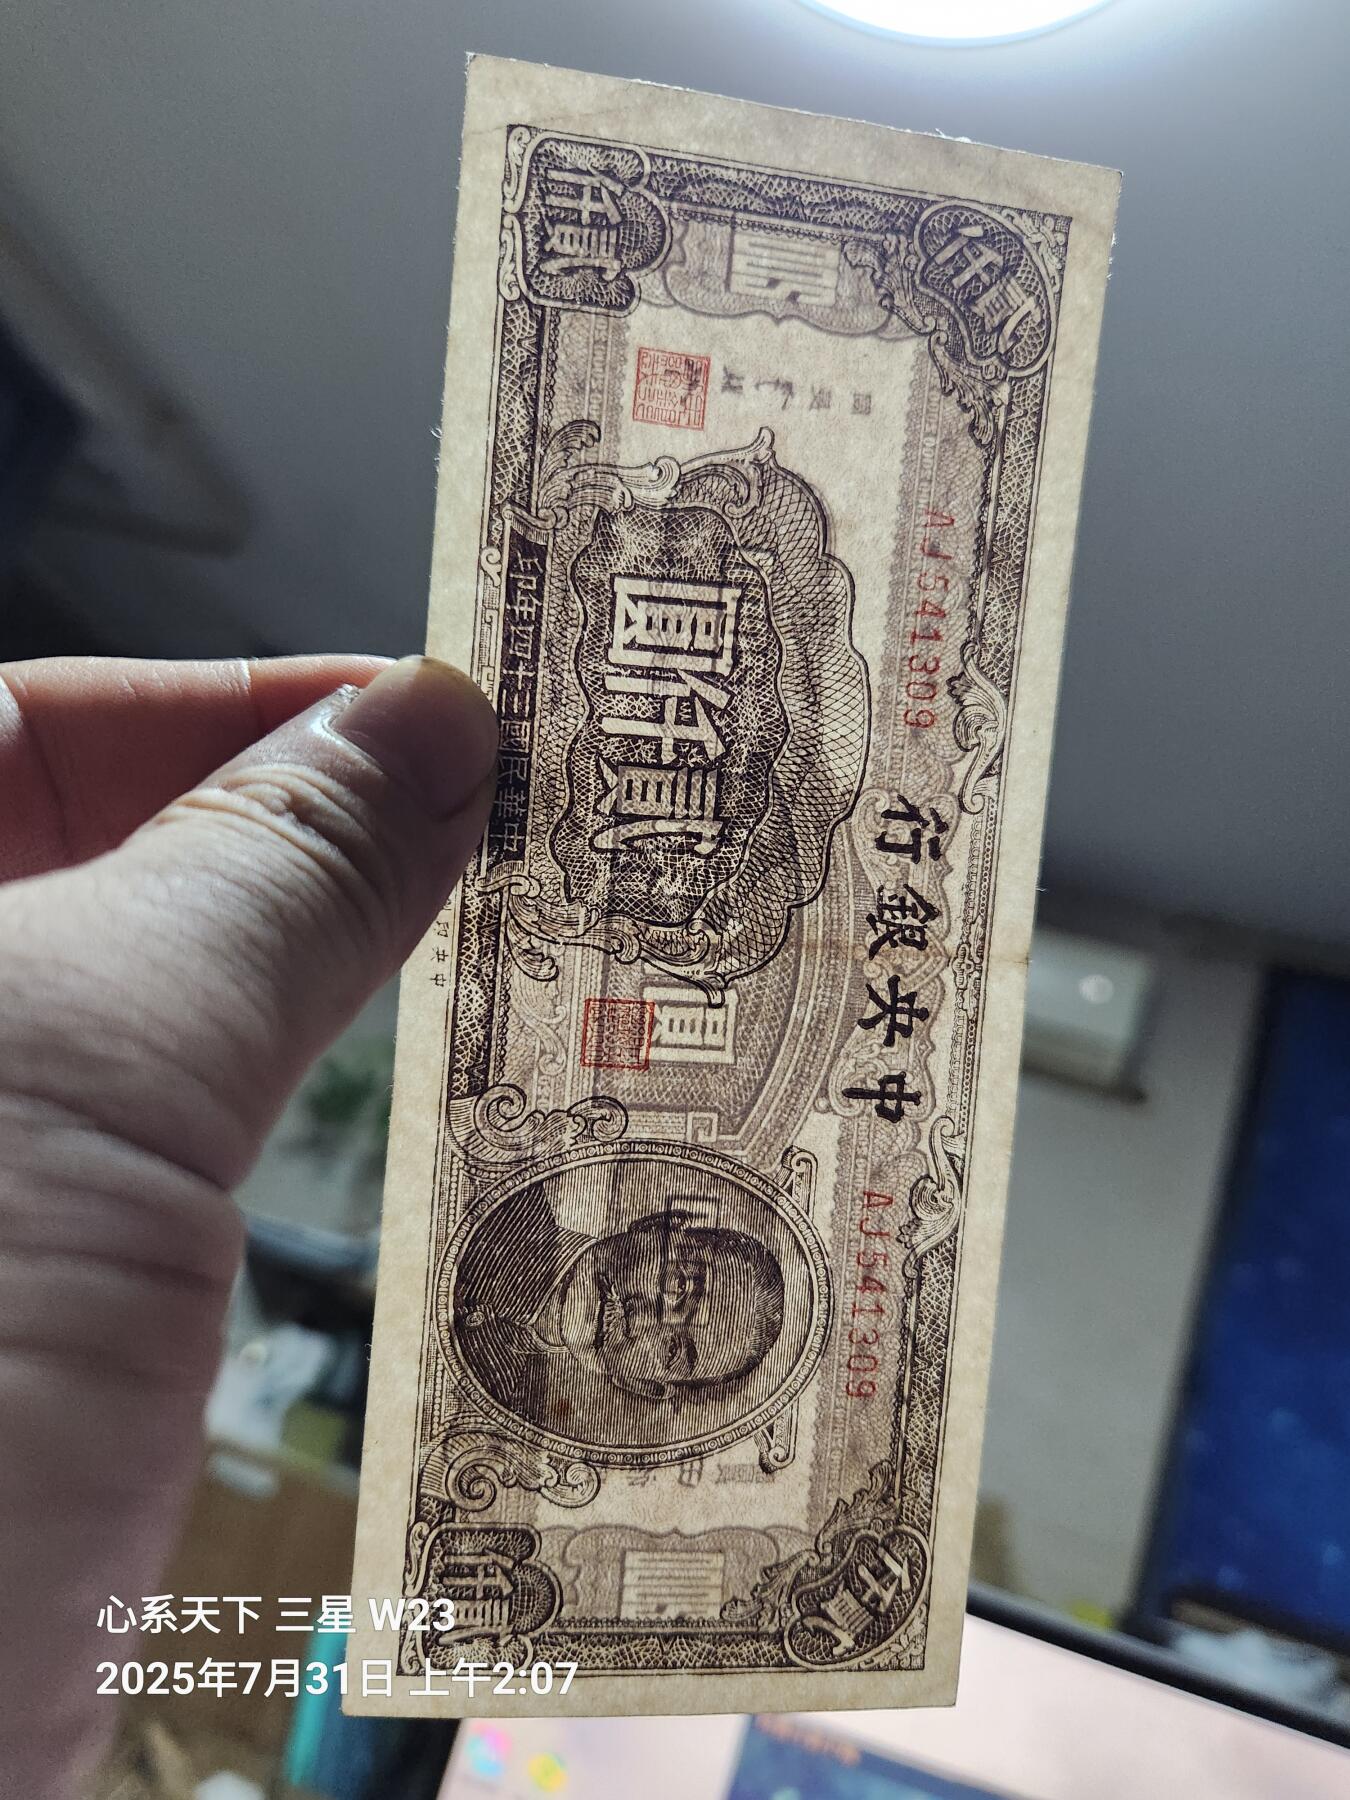 中央銀行
AJ541309
AJ541309
貳仟圓
圓
貳仟
貳仟
貳仟
貳仟
中華民國三十四年印
心系天下 三星 W23
2025年7月31日 上午2:07